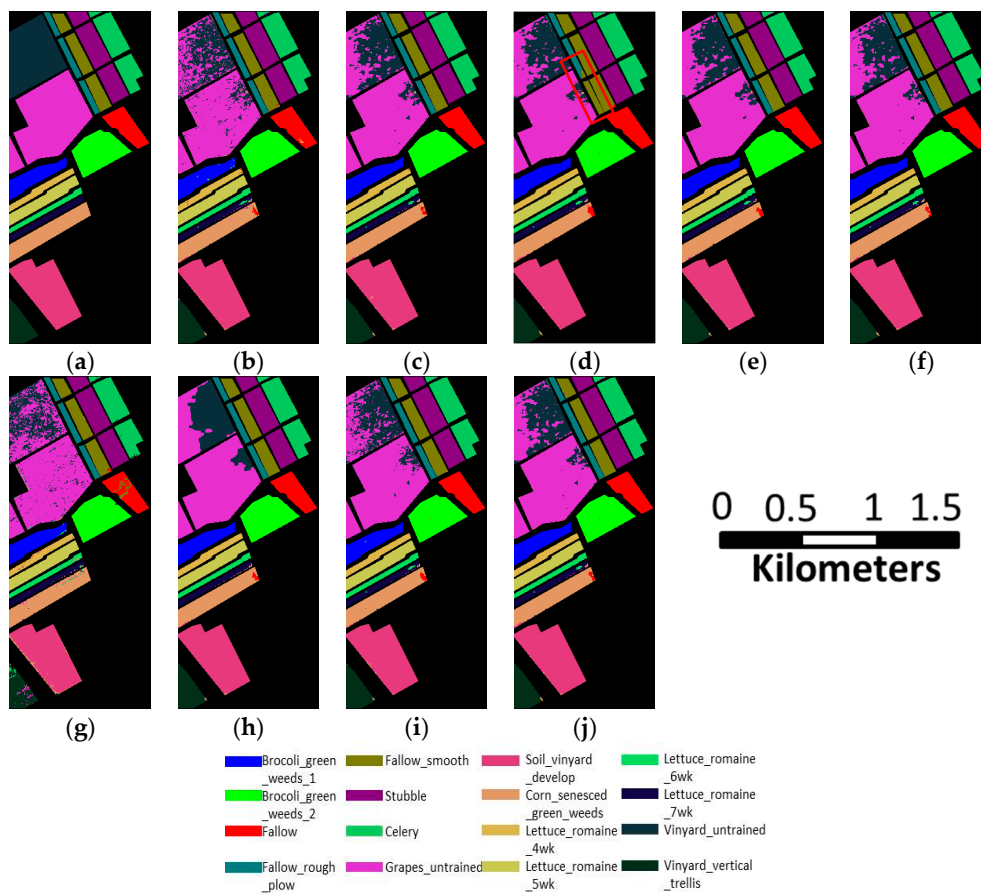 (a) (b) (c) (d) (e) (f)
0 0.5 1 1.5
Kilometers
(g) (h) (i) (j)
Brocoli_green
_weeds_1
Fallow_smooth
Soil_vinyard
_develop
Lettuce_romaine
_6wk
Brocoli_green
_weeds_2
Stubble
Corn_senesced
_green_weeds
Lettuce_romaine
_7wk
Fallow
Celery
Lettuce_romaine
_4wk
Vinyard_untrained
Fallow_rough
_plow
Grapes_untrained
Lettuce_romaine
_5wk
Vinyard_vertical
_trellis